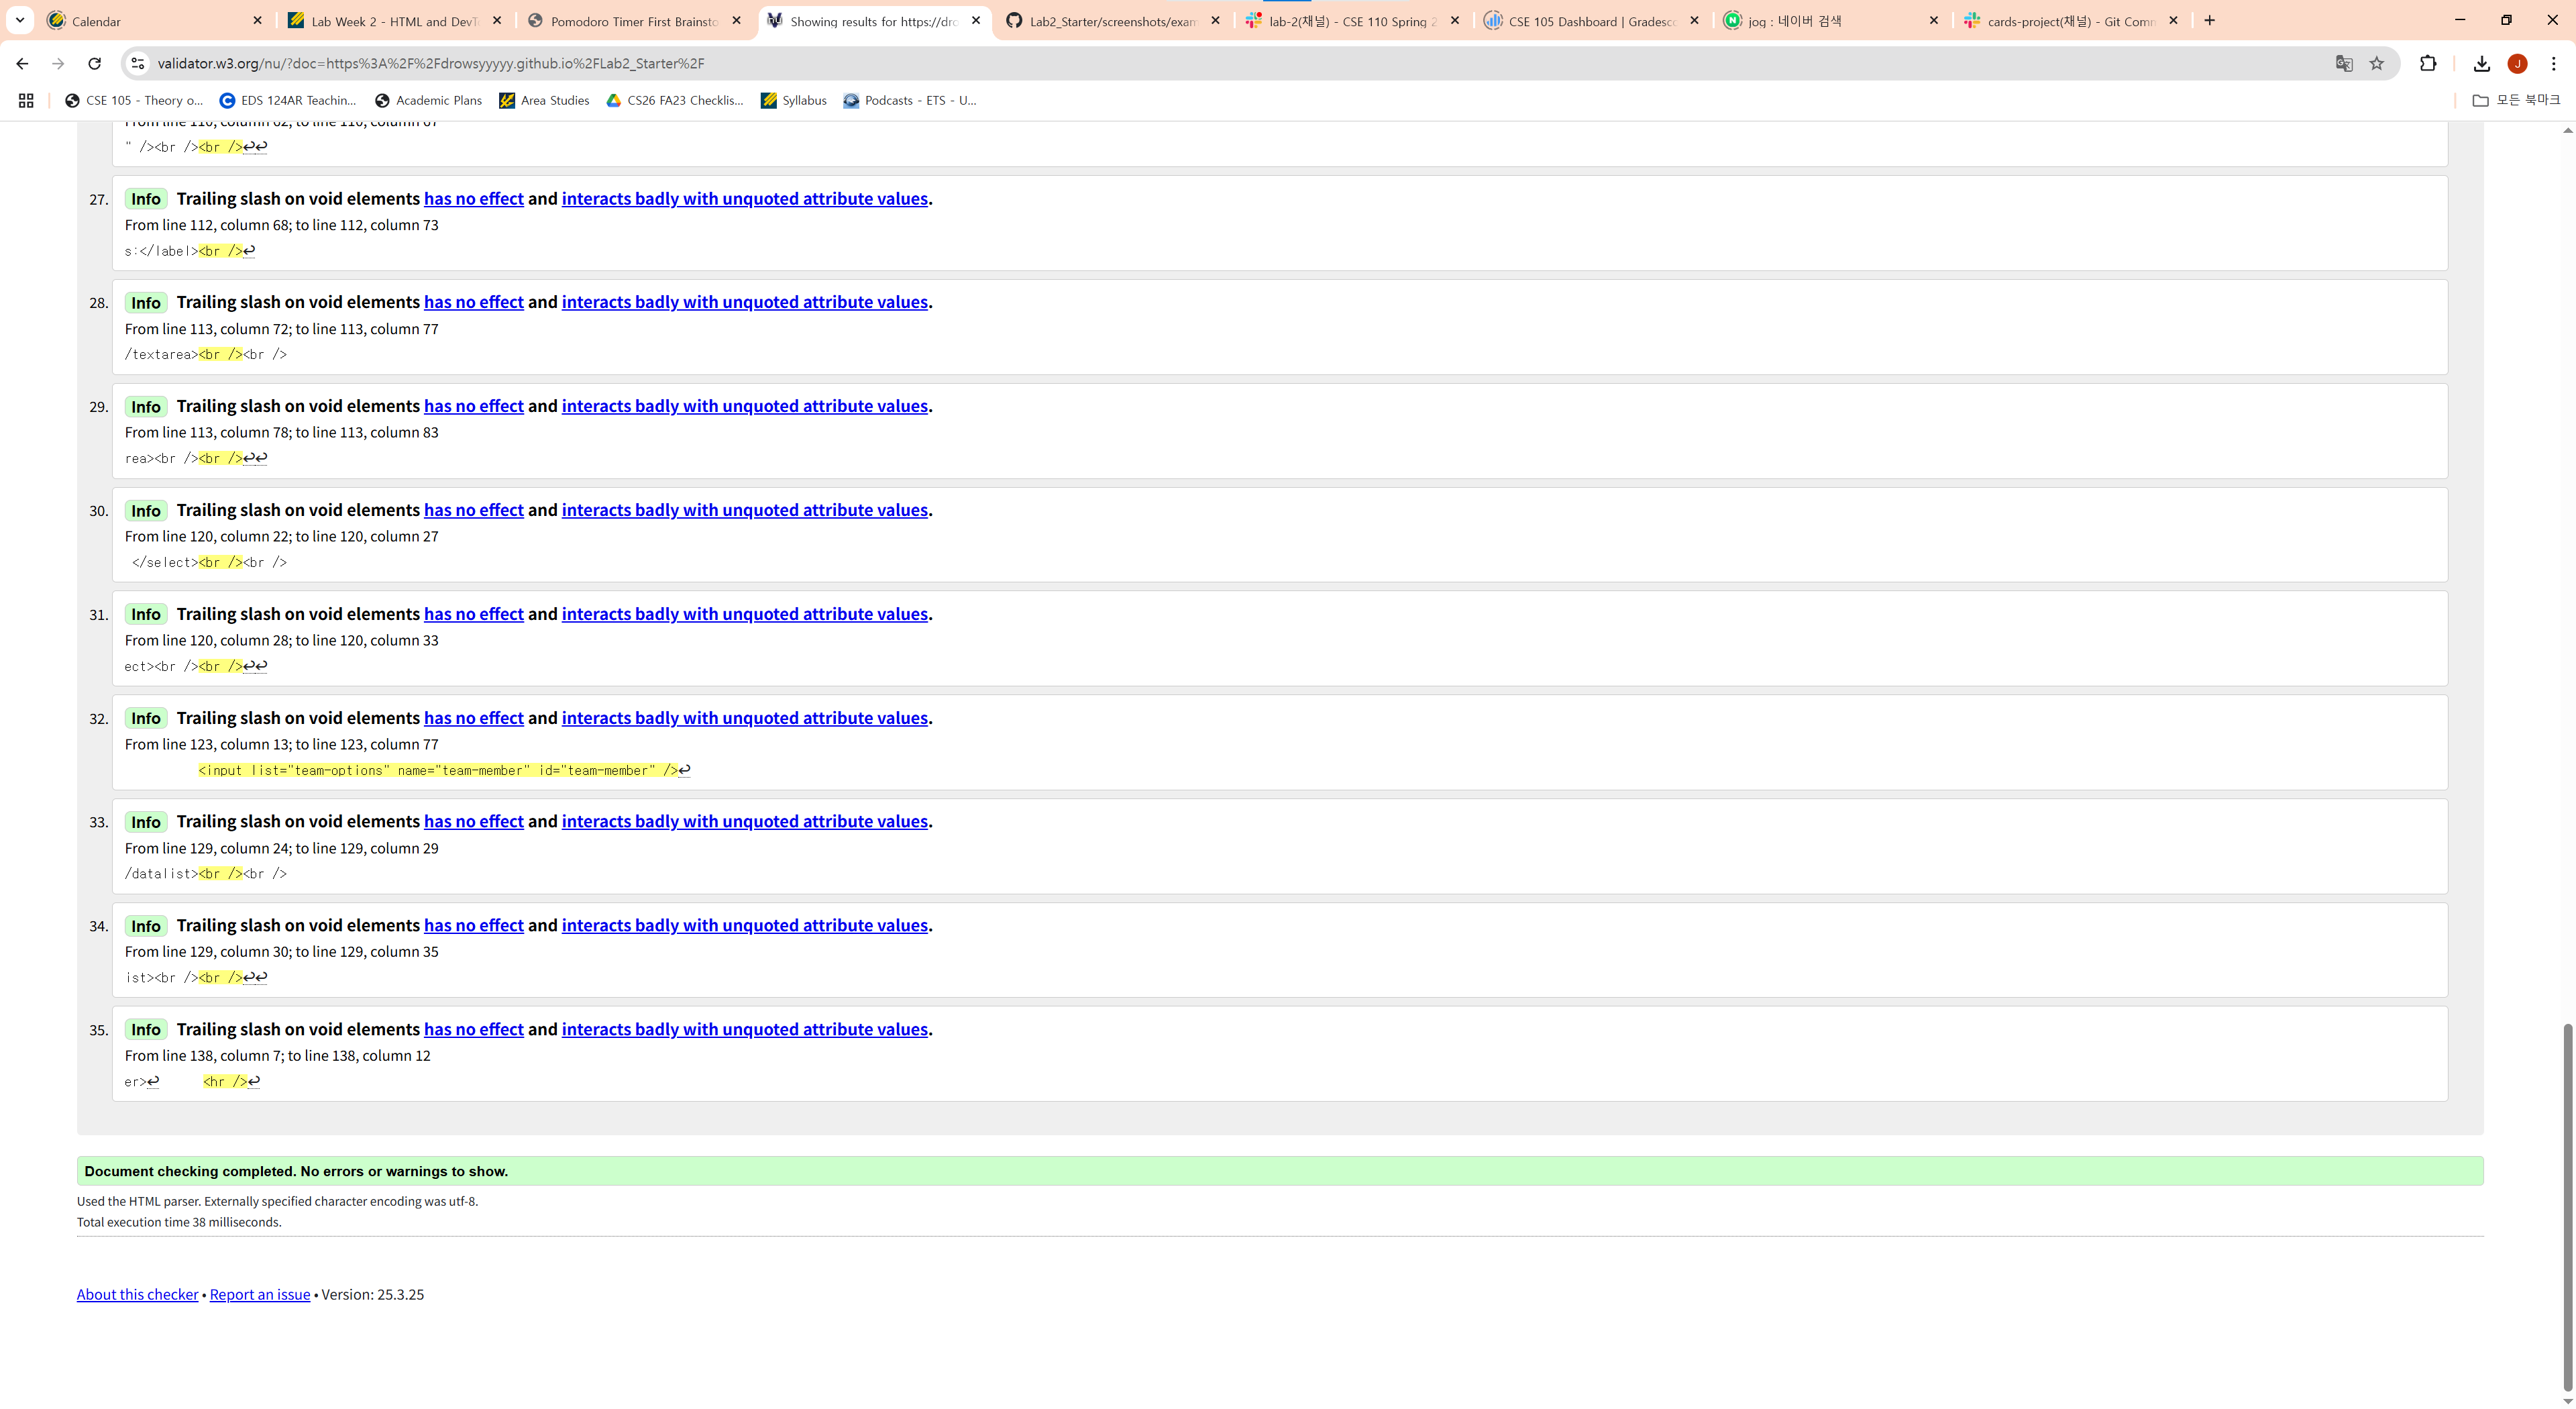 Calendar
Lab Week 2 - HTML and DevT
Pomodoro Timer First Brainsto
Showing results for https://dro
Lab2_Starter/screenshots/exam
lab-2(채널) - CSE 110 Spring 2
CSE 105 Dashboard | Gradesco
jog : 네이버 검색
cards-project(채널) - Git Com
validator.w3.org/nu/?doc=https%3A%2F%2Fdrowsyyyyy.github.io%2FLab2_Starter%2F
J
CSE 105 - Theory o...
EDS 124AR Teachin...
Academic Plans
Area Studies
CS26 FA23 Checklis...
Syllabus
Podcasts - ETS - U...
모든 북마크
From line 110, column 62; to line 110, column 67
" /><br /><br />↩↩
27. Info Trailing slash on void elements has no effect and interacts badly with unquoted attribute values.
From line 112, column 68; to line 112, column 73
s:</label><br />↩
28. Info Trailing slash on void elements has no effect and interacts badly with unquoted attribute values.
From line 113, column 72; to line 113, column 77
/textarea><br /><br />
29. Info Trailing slash on void elements has no effect and interacts badly with unquoted attribute values.
From line 113, column 78; to line 113, column 83
rea><br /><br />↩↩
30. Info Trailing slash on void elements has no effect and interacts badly with unquoted attribute values.
From line 120, column 22; to line 120, column 27
</select><br /><br />
31. Info Trailing slash on void elements has no effect and interacts badly with unquoted attribute values.
From line 120, column 28; to line 120, column 33
ect><br /><br />↩↩
32. Info Trailing slash on void elements has no effect and interacts badly with unquoted attribute values.
From line 123, column 13; to line 123, column 77
<input list="team-options" name="team-member" id="team-member" />↩
33. Info Trailing slash on void elements has no effect and interacts badly with unquoted attribute values.
From line 129, column 24; to line 129, column 29
/datalist><br /><br />
34. Info Trailing slash on void elements has no effect and interacts badly with unquoted attribute values.
From line 129, column 30; to line 129, column 35
ist><br /><br />↩↩
35. Info Trailing slash on void elements has no effect and interacts badly with unquoted attribute values.
From line 138, column 7; to line 138, column 12
er>↩ <hr />↩
Document checking completed. No errors or warnings to show.
Used the HTML parser. Externally specified character encoding was utf-8.
Total execution time 38 milliseconds.
About this checker • Report an issue • Version: 25.3.25